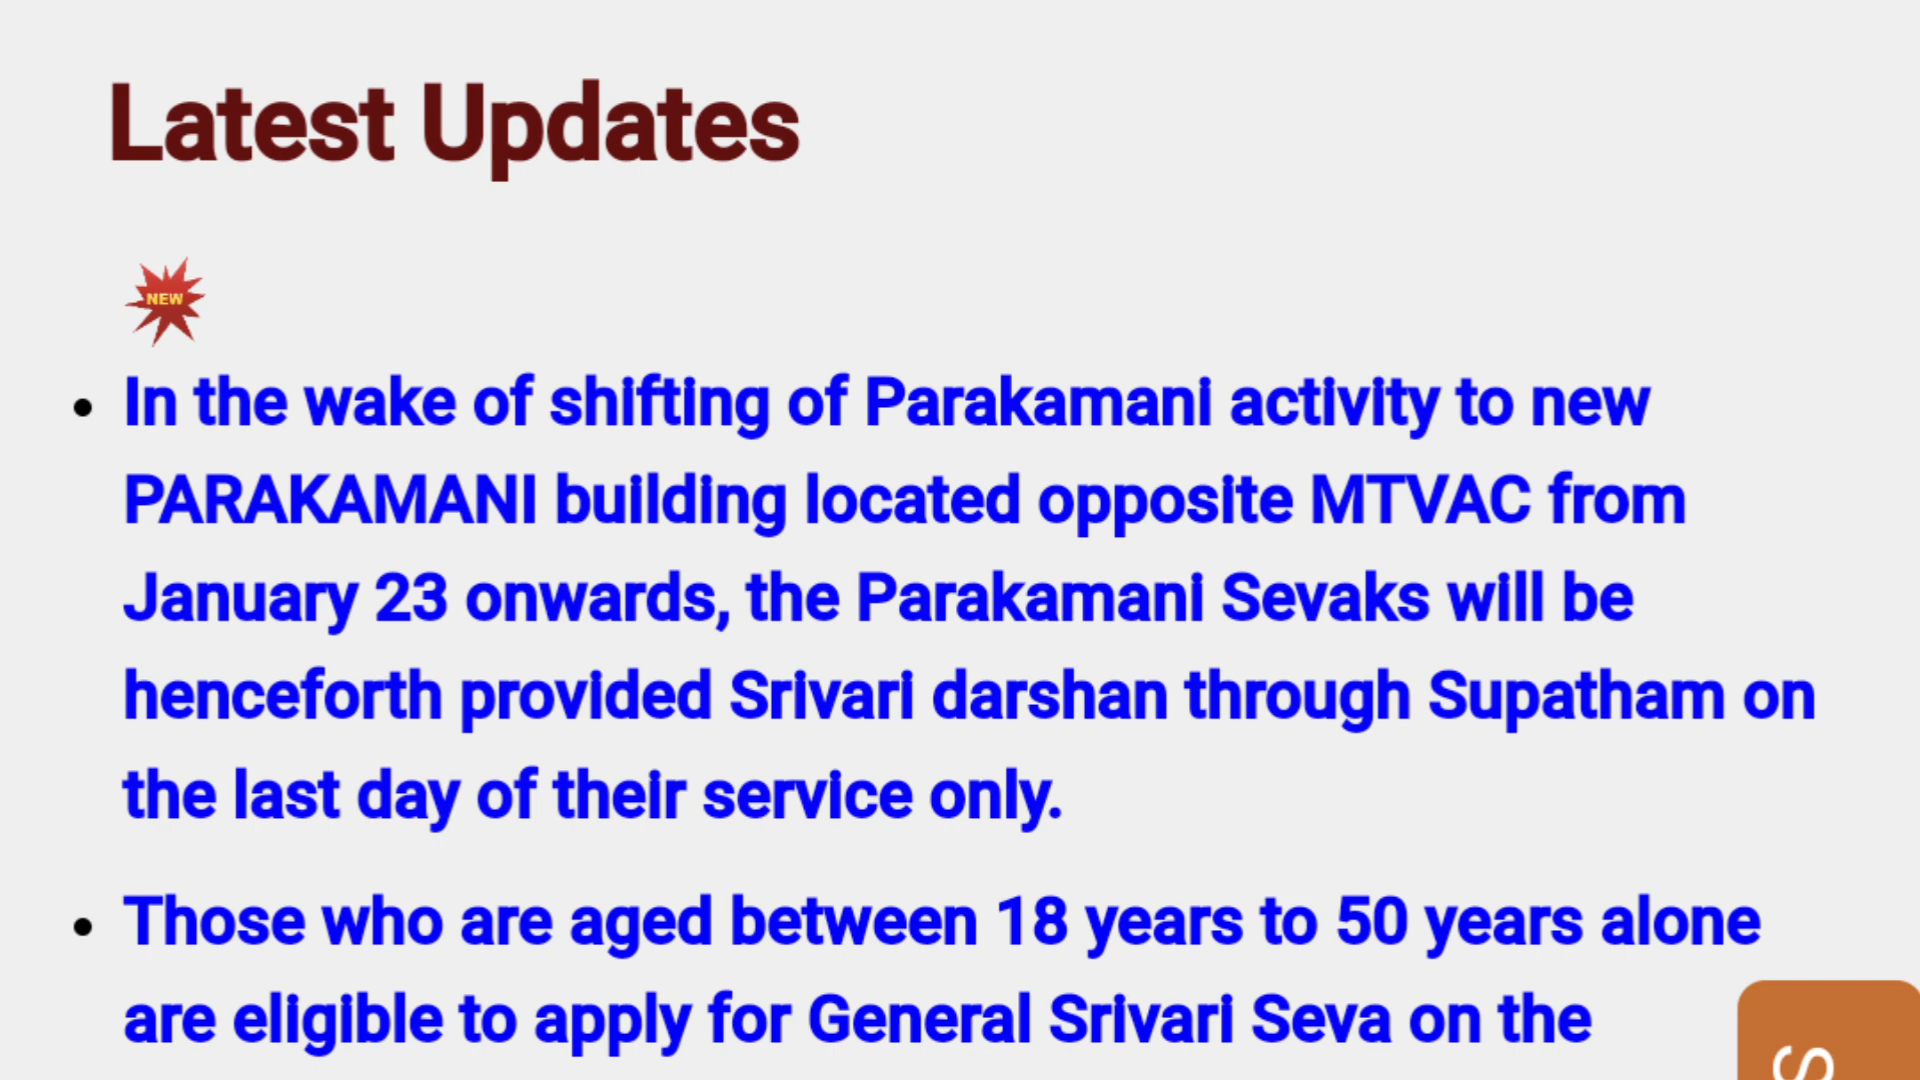 Latest Updates
NEW
• In the wake of shifting of Parakamani activity to new
PARAKAMANI building located opposite MTVAC from
January 23 onwards, the Parakamani Sevaks will be
henceforth provided Srivari darshan through Supatham on
the last day of their service only.
• Those who are aged between 18 years to 50 years alone
are eligible to apply for General Srivari Seva on the